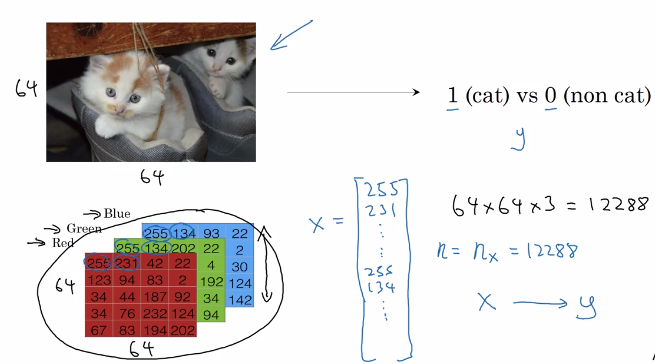 64
64
1 (cat) vs 0 (non cat)
y
Blue
Green
Red
255 134 93 22
255 134 202 22 2
255 231 42 22 4 30
123 94 83 2 192 124
34 44 187 92 34 142
34 76 232 124 94
67 83 194 202
64
64
x =
255
231
⋮
⋮
255
134
⋮
64×64×3 = 12288
n = nx = 12288
x → y